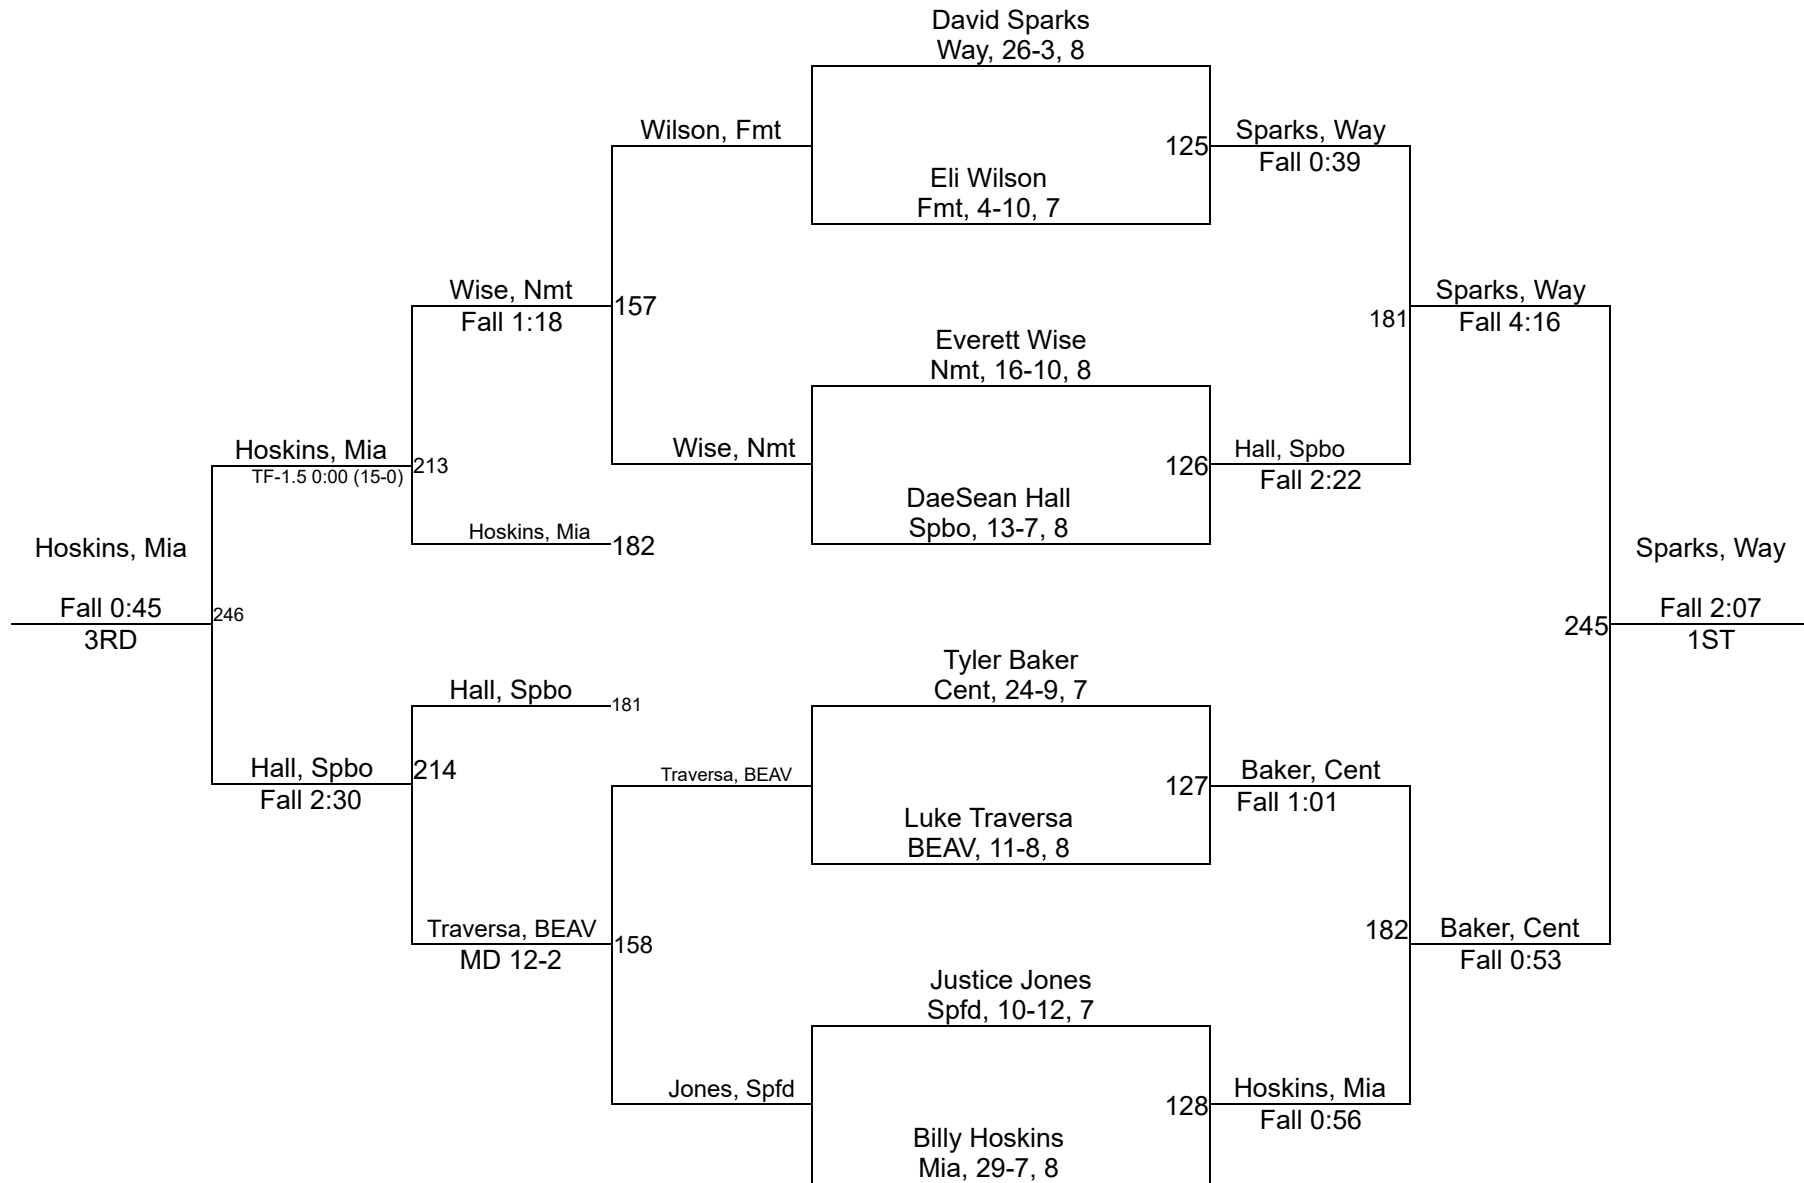 David Sparks
Way, 26-3, 8
Wilson, Fmt
125
Sparks, Way
Fall 0:39
Eli Wilson
Fmt, 4-10, 7
Wise, Nmt
Fall 1:18
157
Sparks, Way
Fall 4:16
181
Everett Wise
Nmt, 16-10, 8
Hoskins, Mia
TF-1.5 0:00 (15-0)
213
Wise, Nmt
126
Hall, Spbo
Fall 2:22
DaeSean Hall
Spbo, 13-7, 8
Hoskins, Mia
182
Hoskins, Mia
Fall 0:45
3RD
246
Sparks, Way
Fall 2:07
1ST
245
Tyler Baker
Cent, 24-9, 7
Hall, Spbo
181
Hall, Spbo
Fall 2:30
214
Traversa, BEAV
127
Baker, Cent
Fall 1:01
Luke Traversa
BEAV, 11-8, 8
Traversa, BEAV
MD 12-2
158
182
Baker, Cent
Fall 0:53
Justice Jones
Spfd, 10-12, 7
Jones, Spfd
128
Hoskins, Mia
Fall 0:56
Billy Hoskins
Mia, 29-7, 8